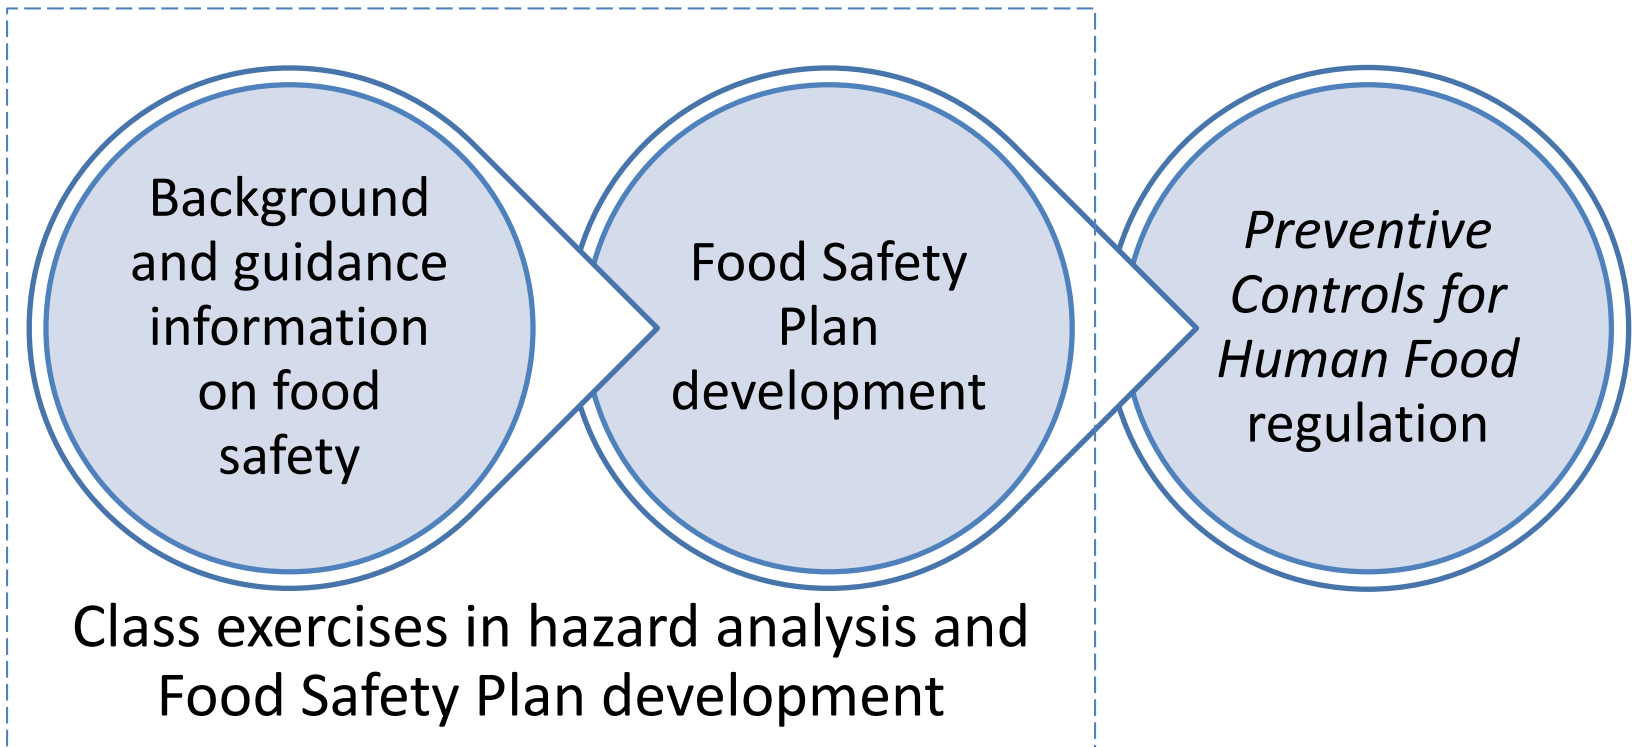 Background
and guidance
information
on food
safety
Food Safety
Plan
development
Preventive
Controls for
Human Food
regulation
Class exercises in hazard analysis and
Food Safety Plan development